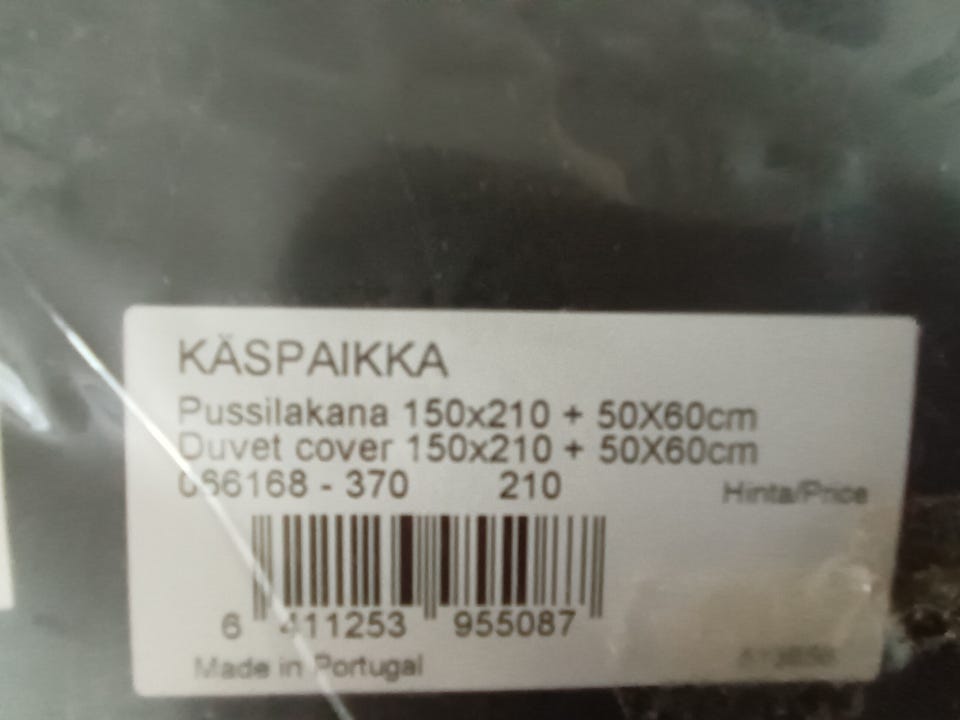 KÄSPAIKKA
Pussilakana 150x210 + 50X60cm
Duvet cover 150x210 + 50X60cm
066168 - 370 210 Hinta/Price
6 411253 955087
Made in Portugal